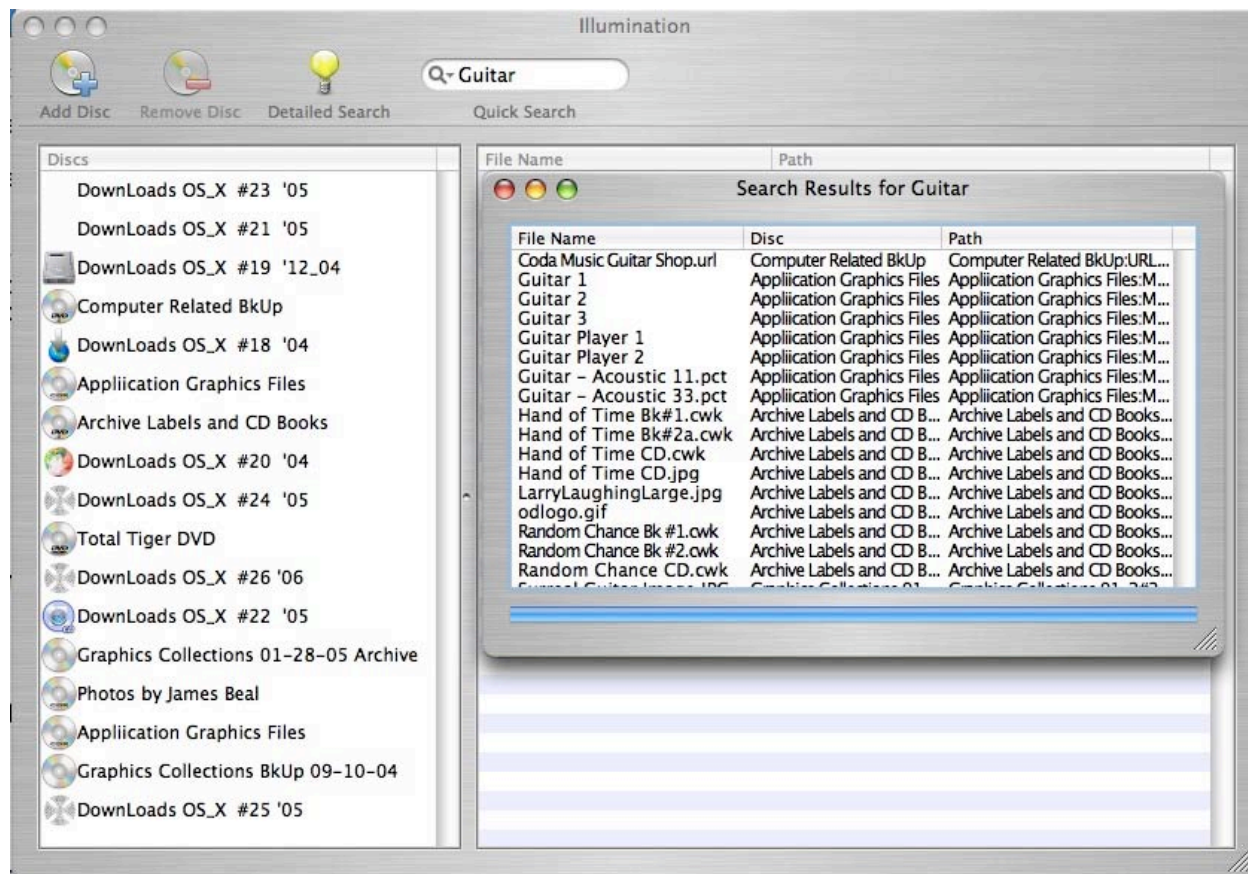 Illumination
Guitar
Add Disc Remove Disc Detailed Search Quick Search
Discs
DownLoads OS_X #23 '05
DownLoads OS_X #21 '05
DownLoads OS_X #19 '12_04
Computer Related BkUp
DownLoads OS_X #18 '04
Appliication Graphics Files
Archive Labels and CD Books
DownLoads OS_X #20 '04
DownLoads OS_X #24 '05
Total Tiger DVD
DownLoads OS_X #26 '06
DownLoads OS_X #22 '05
Graphics Collections 01-28-05 Archive
Photos by James Beal
Appliication Graphics Files
Graphics Collections BkUp 09-10-04
DownLoads OS_X #25 '05
File Name Path
Search Results for Guitar
File Name Disc Path
Coda Music Guitar Shop.url Computer Related BkUp Computer Related BkUp:URL...
Guitar 1 Appliication Graphics Files Appliication Graphics Files:M...
Guitar 2 Appliication Graphics Files Appliication Graphics Files:M...
Guitar 3 Appliication Graphics Files Appliication Graphics Files:M...
Guitar Player 1 Appliication Graphics Files Appliication Graphics Files:M...
Guitar Player 2 Appliication Graphics Files Appliication Graphics Files:M...
Guitar – Acoustic 11.pct Appliication Graphics Files Appliication Graphics Files:M...
Guitar – Acoustic 33.pct Appliication Graphics Files Appliication Graphics Files:M...
Hand of Time Bk#1.cwk Archive Labels and CD B... Archive Labels and CD Books...
Hand of Time Bk#2a.cwk Archive Labels and CD B... Archive Labels and CD Books...
Hand of Time CD.cwk Archive Labels and CD B... Archive Labels and CD Books...
Hand of Time CD.jpg Archive Labels and CD B... Archive Labels and CD Books...
LarryLaughingLarge.jpg Archive Labels and CD B... Archive Labels and CD Books...
odlogo.gif Archive Labels and CD B... Archive Labels and CD Books...
Random Chance Bk #1.cwk Archive Labels and CD B... Archive Labels and CD Books...
Random Chance Bk #2.cwk Archive Labels and CD B... Archive Labels and CD Books...
Random Chance CD.cwk Archive Labels and CD B... Archive Labels and CD Books...